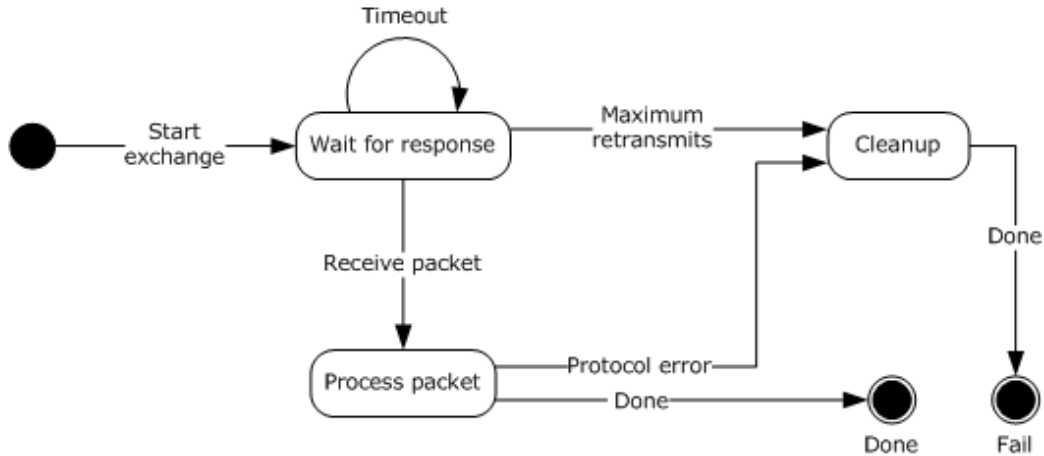 Timeout
Start
exchange
Wait for response
Maximum
retransmits
Cleanup
Done
Receive packet
Process packet
Protocol error
Done
Done
Fail